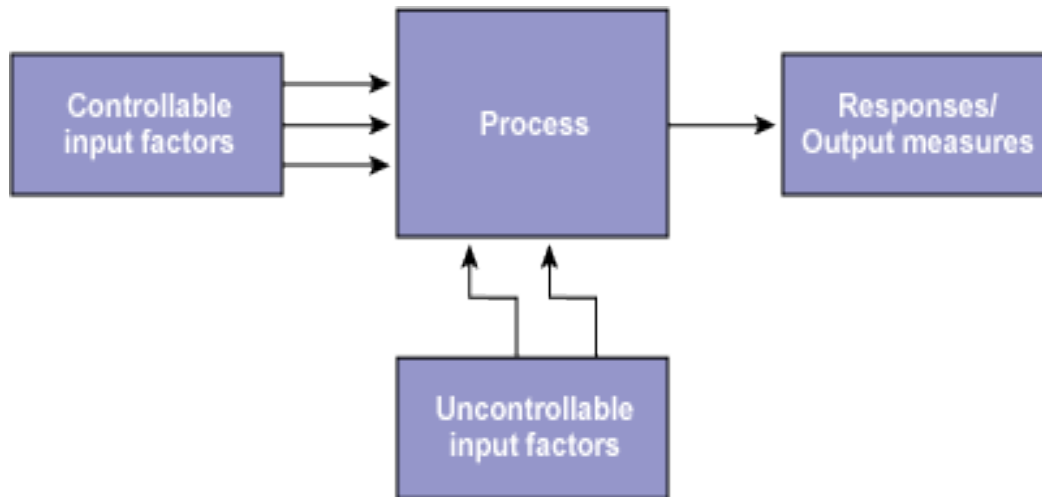 Controllable
input factors
Process
Responses/
Output measures
Uncontrollable
input factors